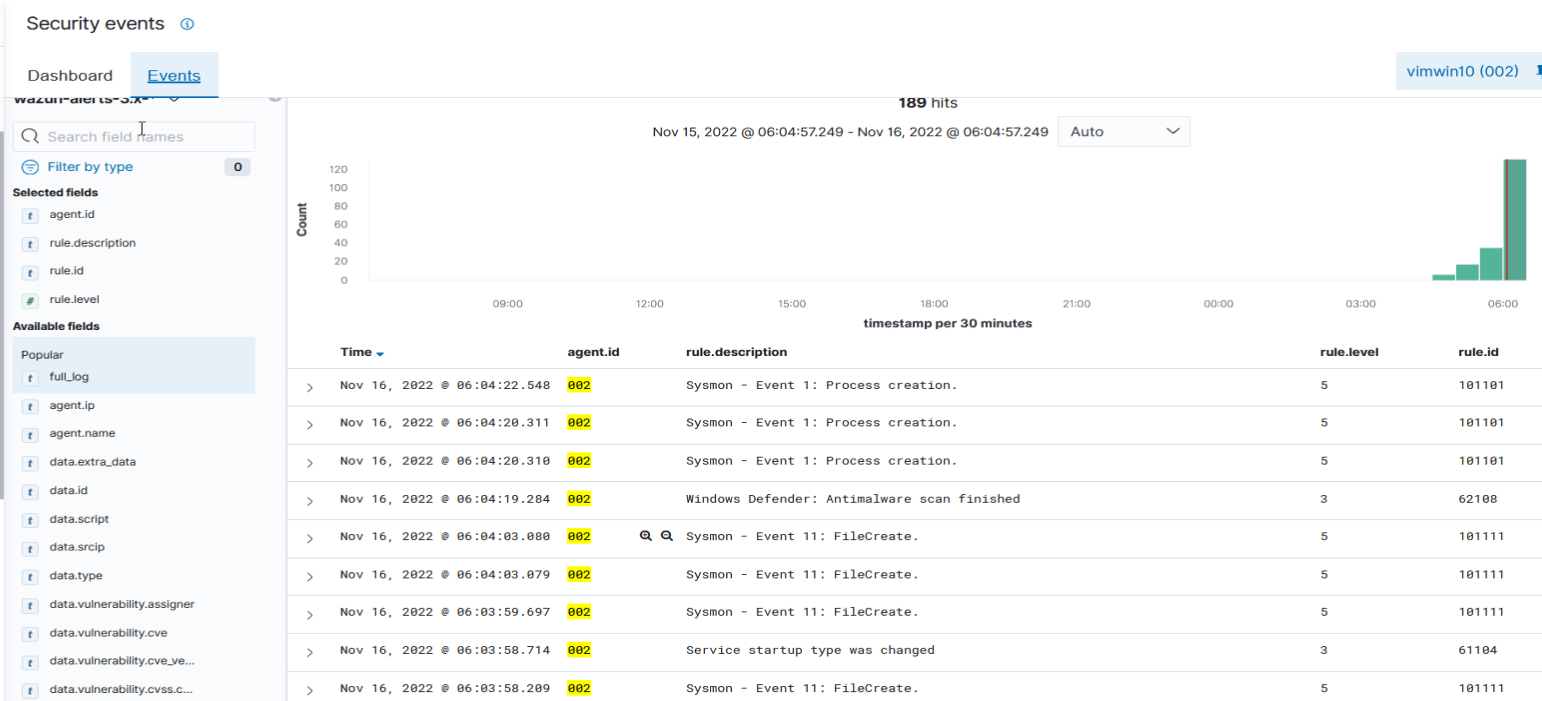 Security events
Dashboard Events
vimwin10 (002)
wazuh-alerts-3.x-*
Search field names
Filter by type 0
Selected fields
t agent.id
t rule.description
t rule.id
# rule.level
Available fields
Popular
t full_log
t agent.ip
t agent.name
t data.extra_data
t data.id
t data.script
t data.srcip
t data.type
t data.vulnerability.assigner
t data.vulnerability.cve
t data.vulnerability.cve_ve...
t data.vulnerability.cvss.c...
189 hits
Nov 15, 2022 @ 06:04:57.249 - Nov 16, 2022 @ 06:04:57.249 Auto
Count
120
100
80
60
40
20
0
09:00 12:00 15:00 18:00 21:00 00:00 03:00 06:00
timestamp per 30 minutes
Time agent.id rule.description rule.level rule.id
Nov 16, 2022 @ 06:04:22.548 002 Sysmon - Event 1: Process creation. 5 101101
Nov 16, 2022 @ 06:04:20.311 002 Sysmon - Event 1: Process creation. 5 101101
Nov 16, 2022 @ 06:04:20.310 002 Sysmon - Event 1: Process creation. 5 101101
Nov 16, 2022 @ 06:04:19.284 002 Windows Defender: Antimalware scan finished 3 62108
Nov 16, 2022 @ 06:04:03.080 002 Sysmon - Event 11: FileCreate. 5 101111
Nov 16, 2022 @ 06:04:03.079 002 Sysmon - Event 11: FileCreate. 5 101111
Nov 16, 2022 @ 06:03:59.697 002 Sysmon - Event 11: FileCreate. 5 101111
Nov 16, 2022 @ 06:03:58.714 002 Service startup type was changed 3 61104
Nov 16, 2022 @ 06:03:58.209 002 Sysmon - Event 11: FileCreate. 5 101111